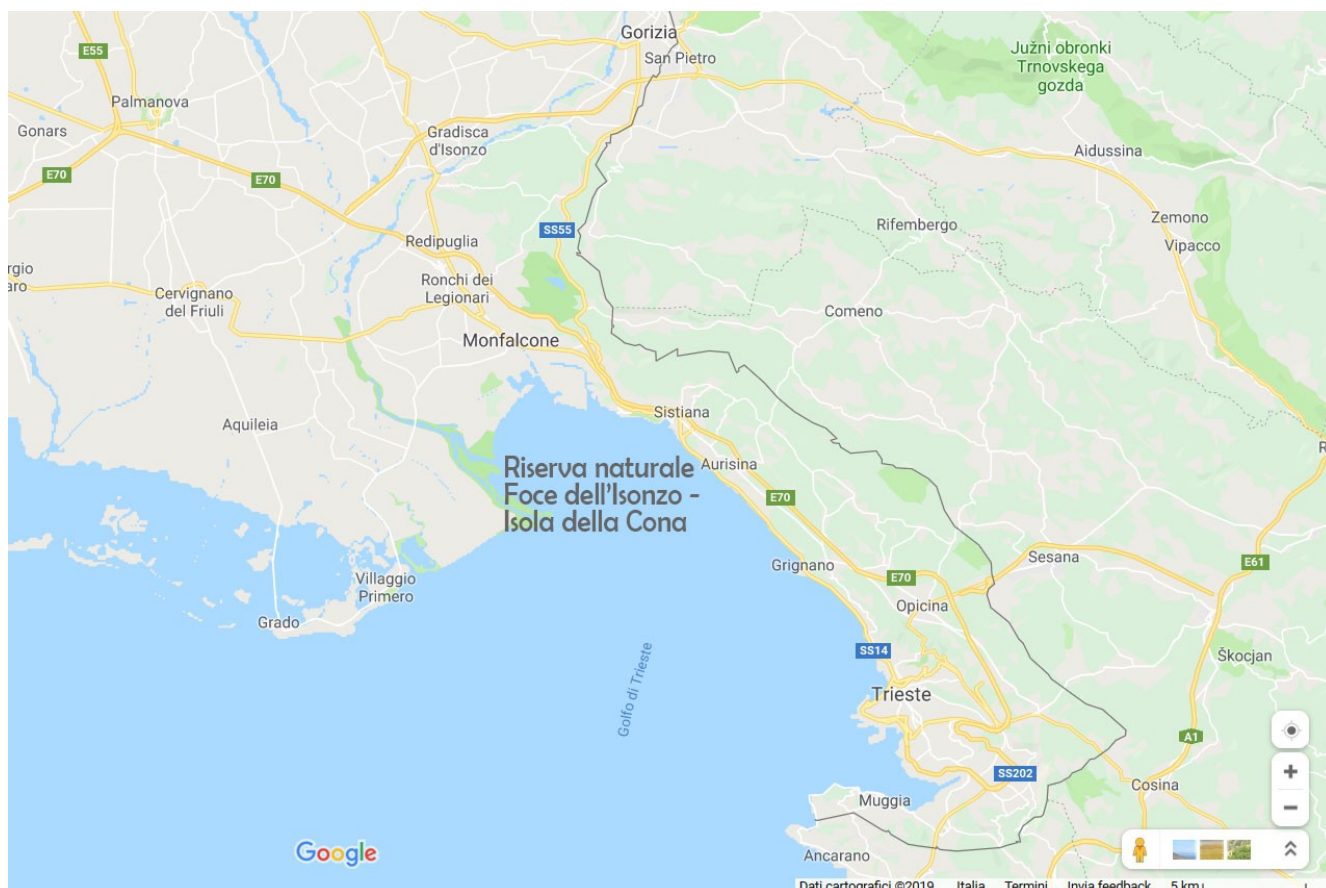 Gorizia
San Pietro
Južni obronki
Trnovskega
gozda
E55
Palmanova
Gonars
Gradisca
d'Isonzo
Aidussina
E70
E70
Zemono
Rifembergo
SS55
Vipacco
Redipuglia
Ronchi dei
Legionari
Cervignano
del Friuli
Comeno
Monfalcone
Sistiana
Aquileia
Aurisina
Riserva naturale
Foce dell'Isonzo -
Isola della Cona
E70
Sesana
E61
Grignano
E70
Villaggio
Primero
Opicina
Grado
SS14
Škocjan
Golfo di Trieste
Trieste
A1
SS202
Cosina
Muggia
Google
Ancarano
Dati cartografici ©2019 Italia Termini Invia feedback 5 km